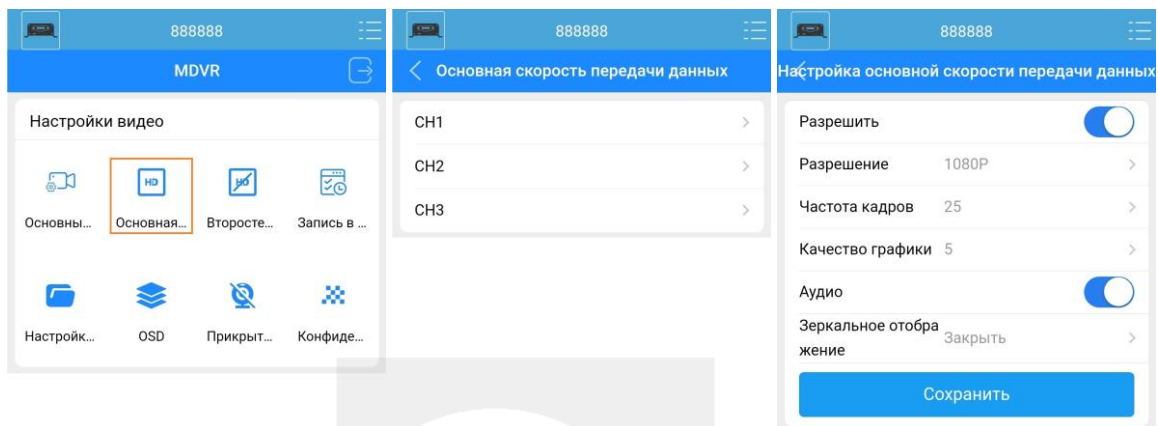 888888
MDVR
Настройки видео
HD
HD
Основны...
Основная...
Второсте...
Запись в ...
Настройк...
OSD
Прикрыт...
Конфиде...
888888
Основная скорость передачи данных
CH1
CH2
CH3
888888
Настройка основной скорости передачи данных
Разрешить
Разрешение 1080P
Частота кадров 25
Качество графики 5
Аудио
Зеркальное отобра
жение Закрыть
Сохранить